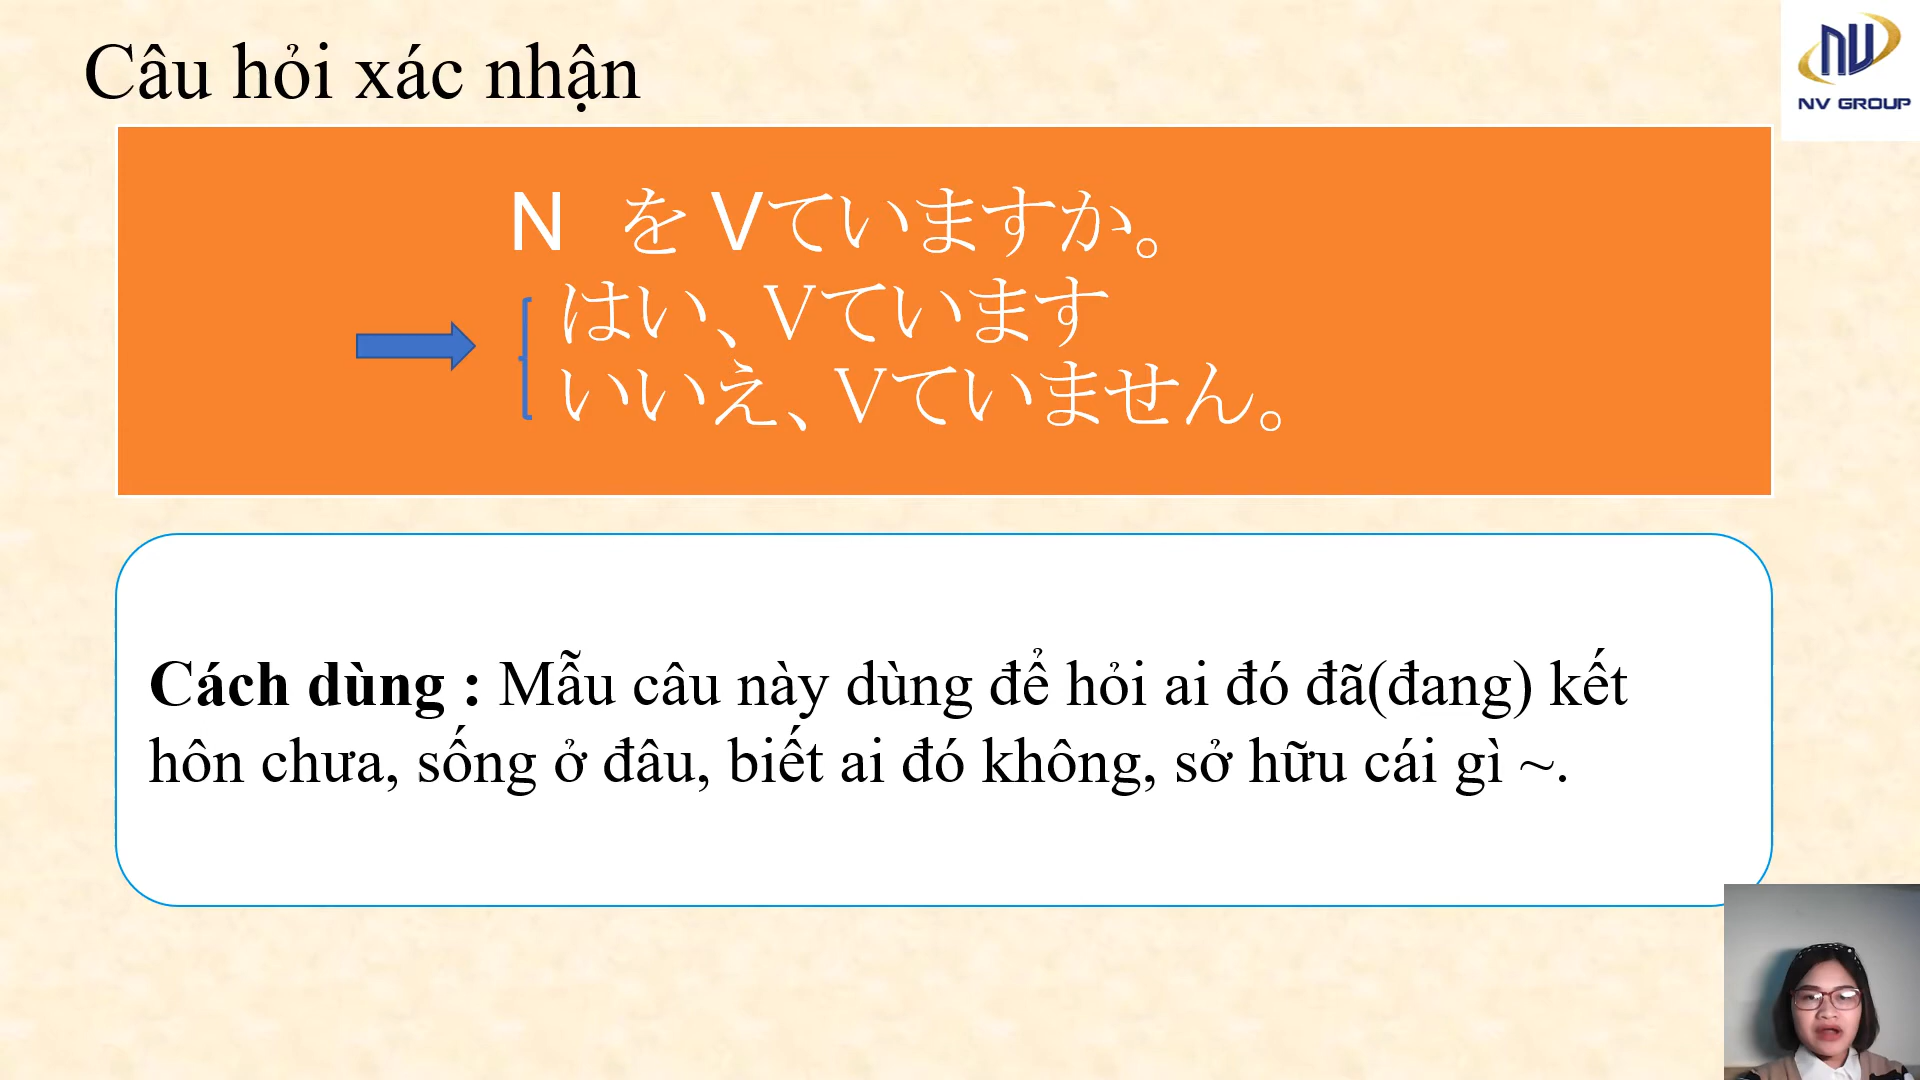 Câu hỏi xác nhận
NV GROUP
N をVていますか。
はい、Vています
いいえ、Vていません。
Cách dùng : Mẫu câu này dùng để hỏi ai đó đã(đang) kết
hôn chưa, sống ở đâu, biết ai đó không, sở hữu cái gì ~.